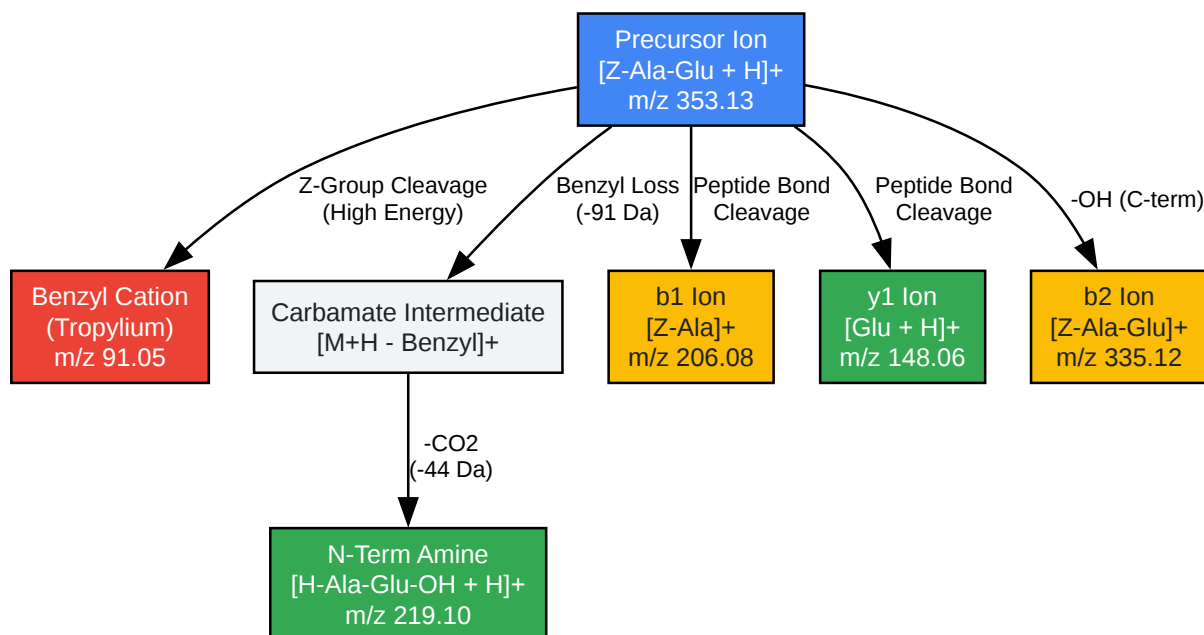 Precursor Ion
[Z-Ala-Glu + H]+
m/z 353.13
Z-Group Cleavage
(High Energy)
Benzyl Loss
(-91 Da)
Peptide Bond
Cleavage
Peptide Bond
Cleavage
-OH (C-term)
Benzyl Cation
(Tropylium)
m/z 91.05
Carbamate Intermediate
[M+H - Benzyl]+
b1 Ion
[Z-Ala]+
m/z 206.08
y1 Ion
[Glu + H]+
m/z 148.06
b2 Ion
[Z-Ala-Glu]+
m/z 335.12
-CO2
(-44 Da)
N-Term Amine
[H-Ala-Glu-OH + H]+
m/z 219.10